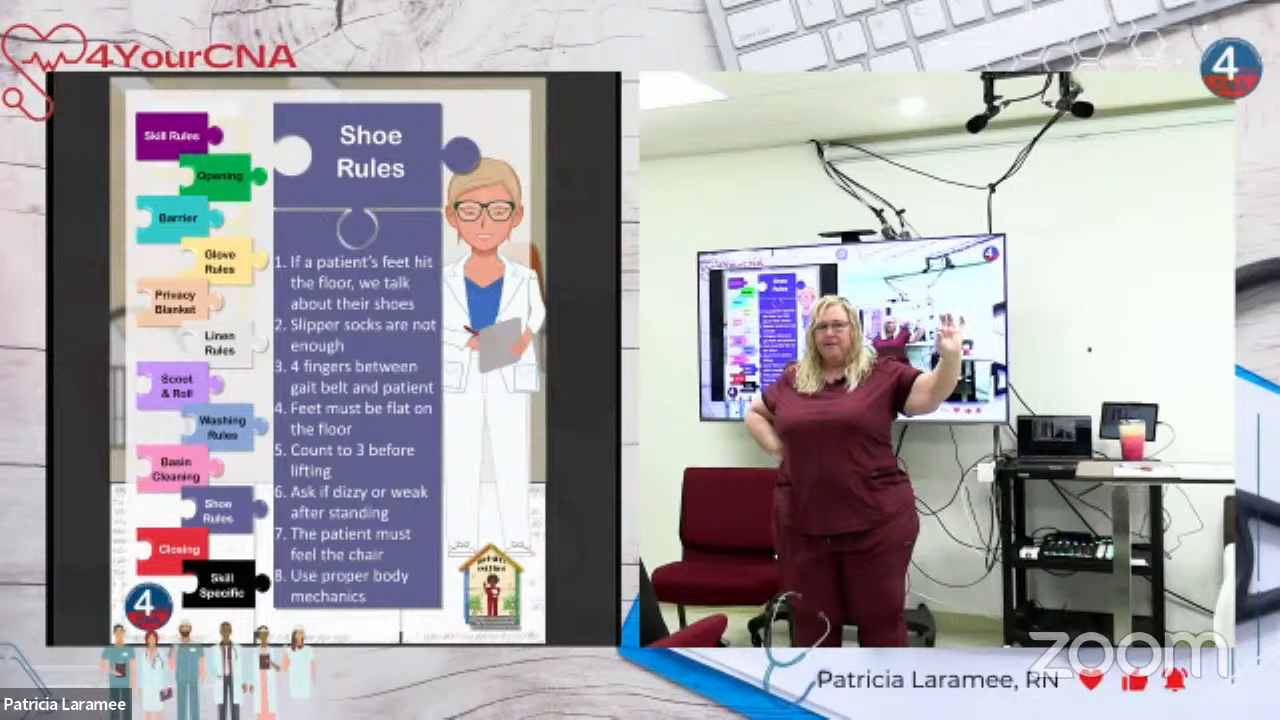 4YourCNA
4
Skill Rules
Opening
Barrier
Glove
Rules
Privacy
Blanket
Linen
Rules
Scoot
& Roll
Washing
Rules
Basin
Cleaning
Shoe
Rules
Closing
Skill
Specific
4
Shoe
Rules
1. If a patient's feet hit
the floor, we talk
about their shoes
2. Slipper socks are not
enough
3. 4 fingers between
gait belt and patient
4. Feet must be flat on
the floor
5. Count to 3 before
lifting
6. Ask if dizzy or weak
after standing
7. The patient must
feel the chair
8. Use proper body
mechanics
Shoe
Rules
zoom
Patricia Laramee, RN
Patricia Laramee